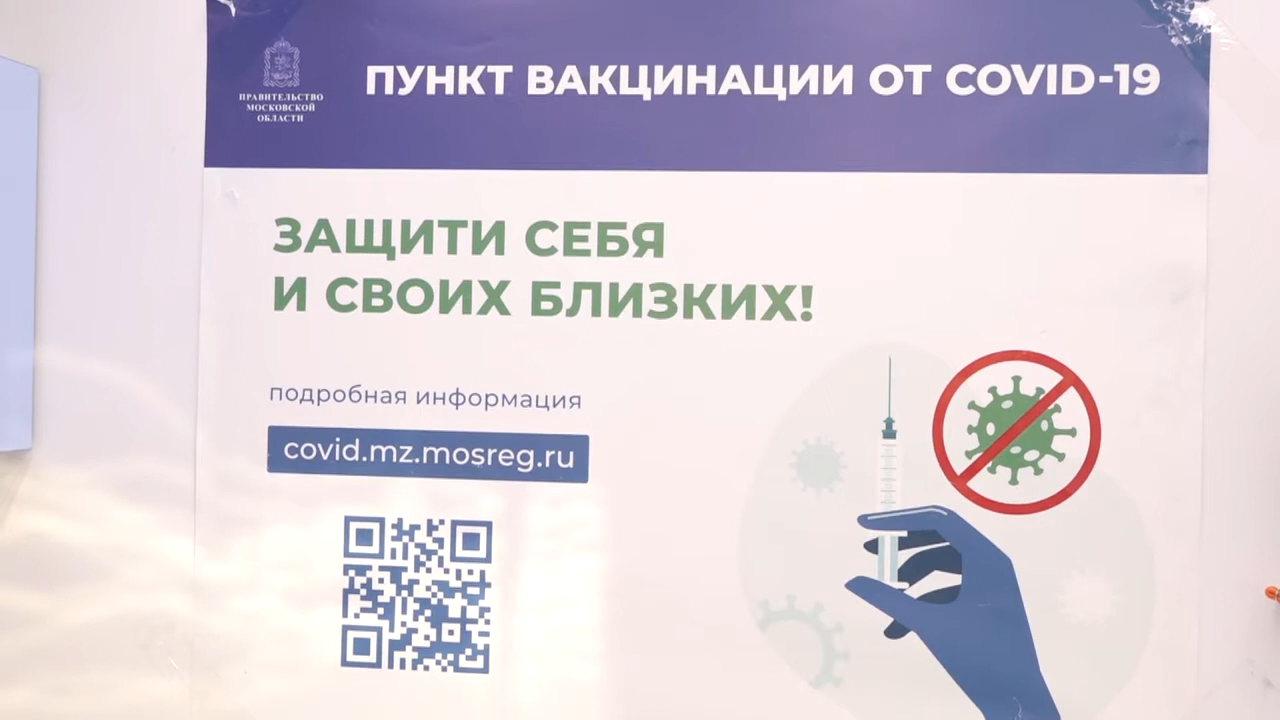 ПРАВИТЕЛЬСТВО
МОСКОВСКОЙ
ОБЛАСТИ
ПУНКТ ВАКЦИНАЦИИ ОТ COVID-19
ЗАЩИТИ СЕБЯ
И СВОИХ БЛИЗКИХ!
подробная информация
covid.mz.mosreg.ru